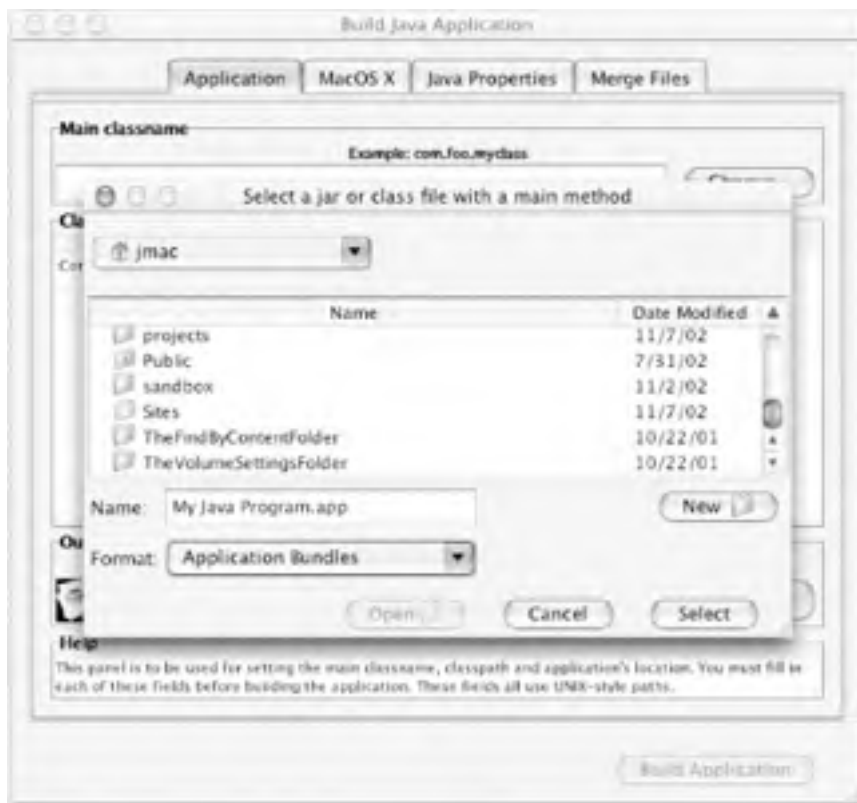 Build Java Application
Application
MacOS X
Java Properties
Merge Files
Main classname
Example: com.foo.myclass
Select a jar or class file with a main method
jmac
Name
Date Modified
projects 11/7/02
Public 7/31/02
sandbox 11/2/02
Sites 11/7/02
TheFindByContentFolder 10/22/01
TheVolumeSettingsFolder 10/22/01
Name: My Java Program.app
New
Format: Application Bundles
Open
Cancel
Select
Help
This panel is to be used for setting the main classname, classpath and application's location. You must fill in
each of these fields before building the application. These fields all use UNIX-style paths.
Build Application